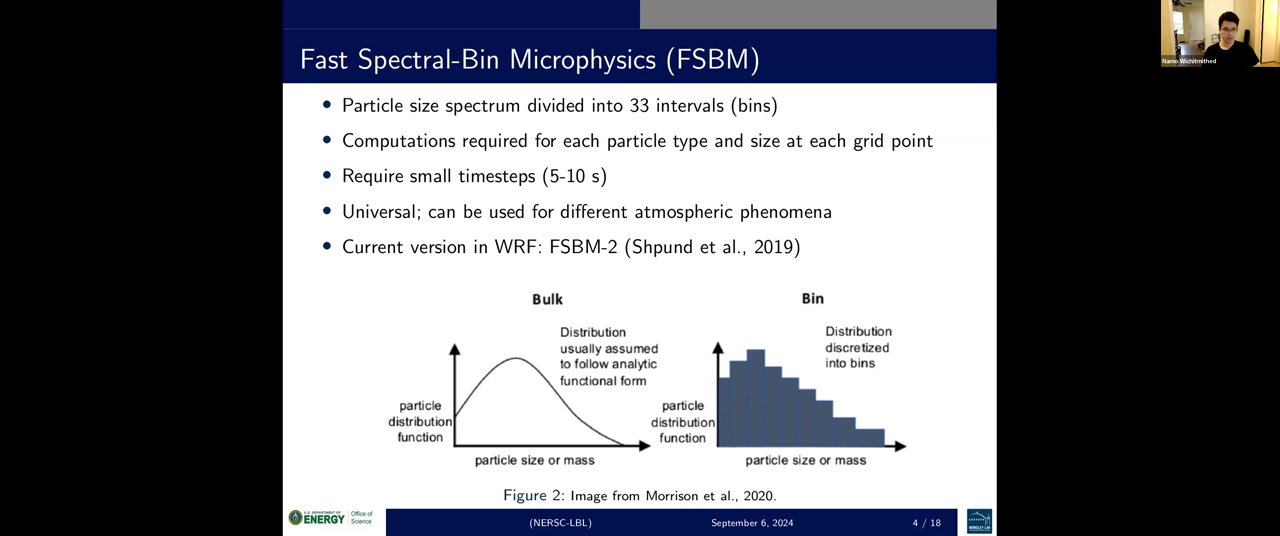 Fast Spectral-Bin Microphysics (FSBM)
Particle size spectrum divided into 33 intervals (bins)
Computations required for each particle type and size at each grid point
Require small timesteps (5-10 s)
Universal; can be used for different atmospheric phenomena
Current version in WRF: FSBM-2 (Shpund et al., 2019)
Bulk
Distribution
usually assumed
to follow analytic
functional form
particle
distribution
function
particle size or mass
Bin
Distribution
discretized
into bins
particle
distribution
function
particle size or mass
Figure 2: Image from Morrison et al., 2020.
U.S. DEPARTMENT OF
ENERGY
Office of
Science
(NERSC-LBL)
September 6, 2024
4 / 18
BERKELEY LAB
Namo Wichitmithed